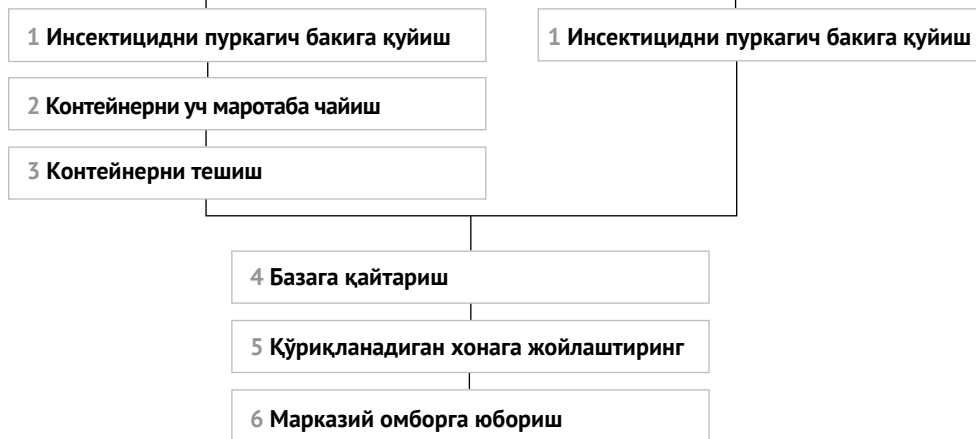 1 Инсектицидни пуркагич бакига қуйиш
1 Инсектицидни пуркагич бакига қуйиш
2 Контейнерни уч маротаба чайиш
3 Контейнерни тешиш
4 Базага қайтариш
5 Қўриқланадиган хонага жойлаштиринг
6 Марказий омборга юбориш